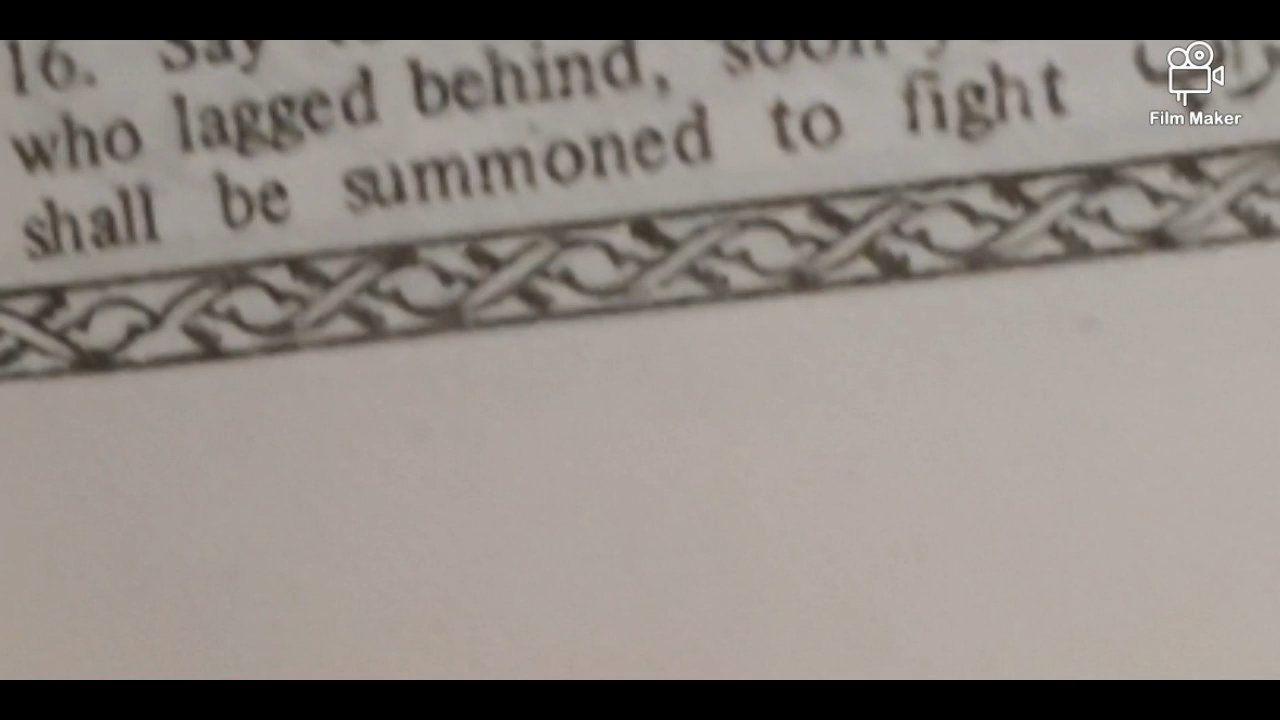 16. Say
who lagged behind, soon
shall be summoned to fight
Film Maker